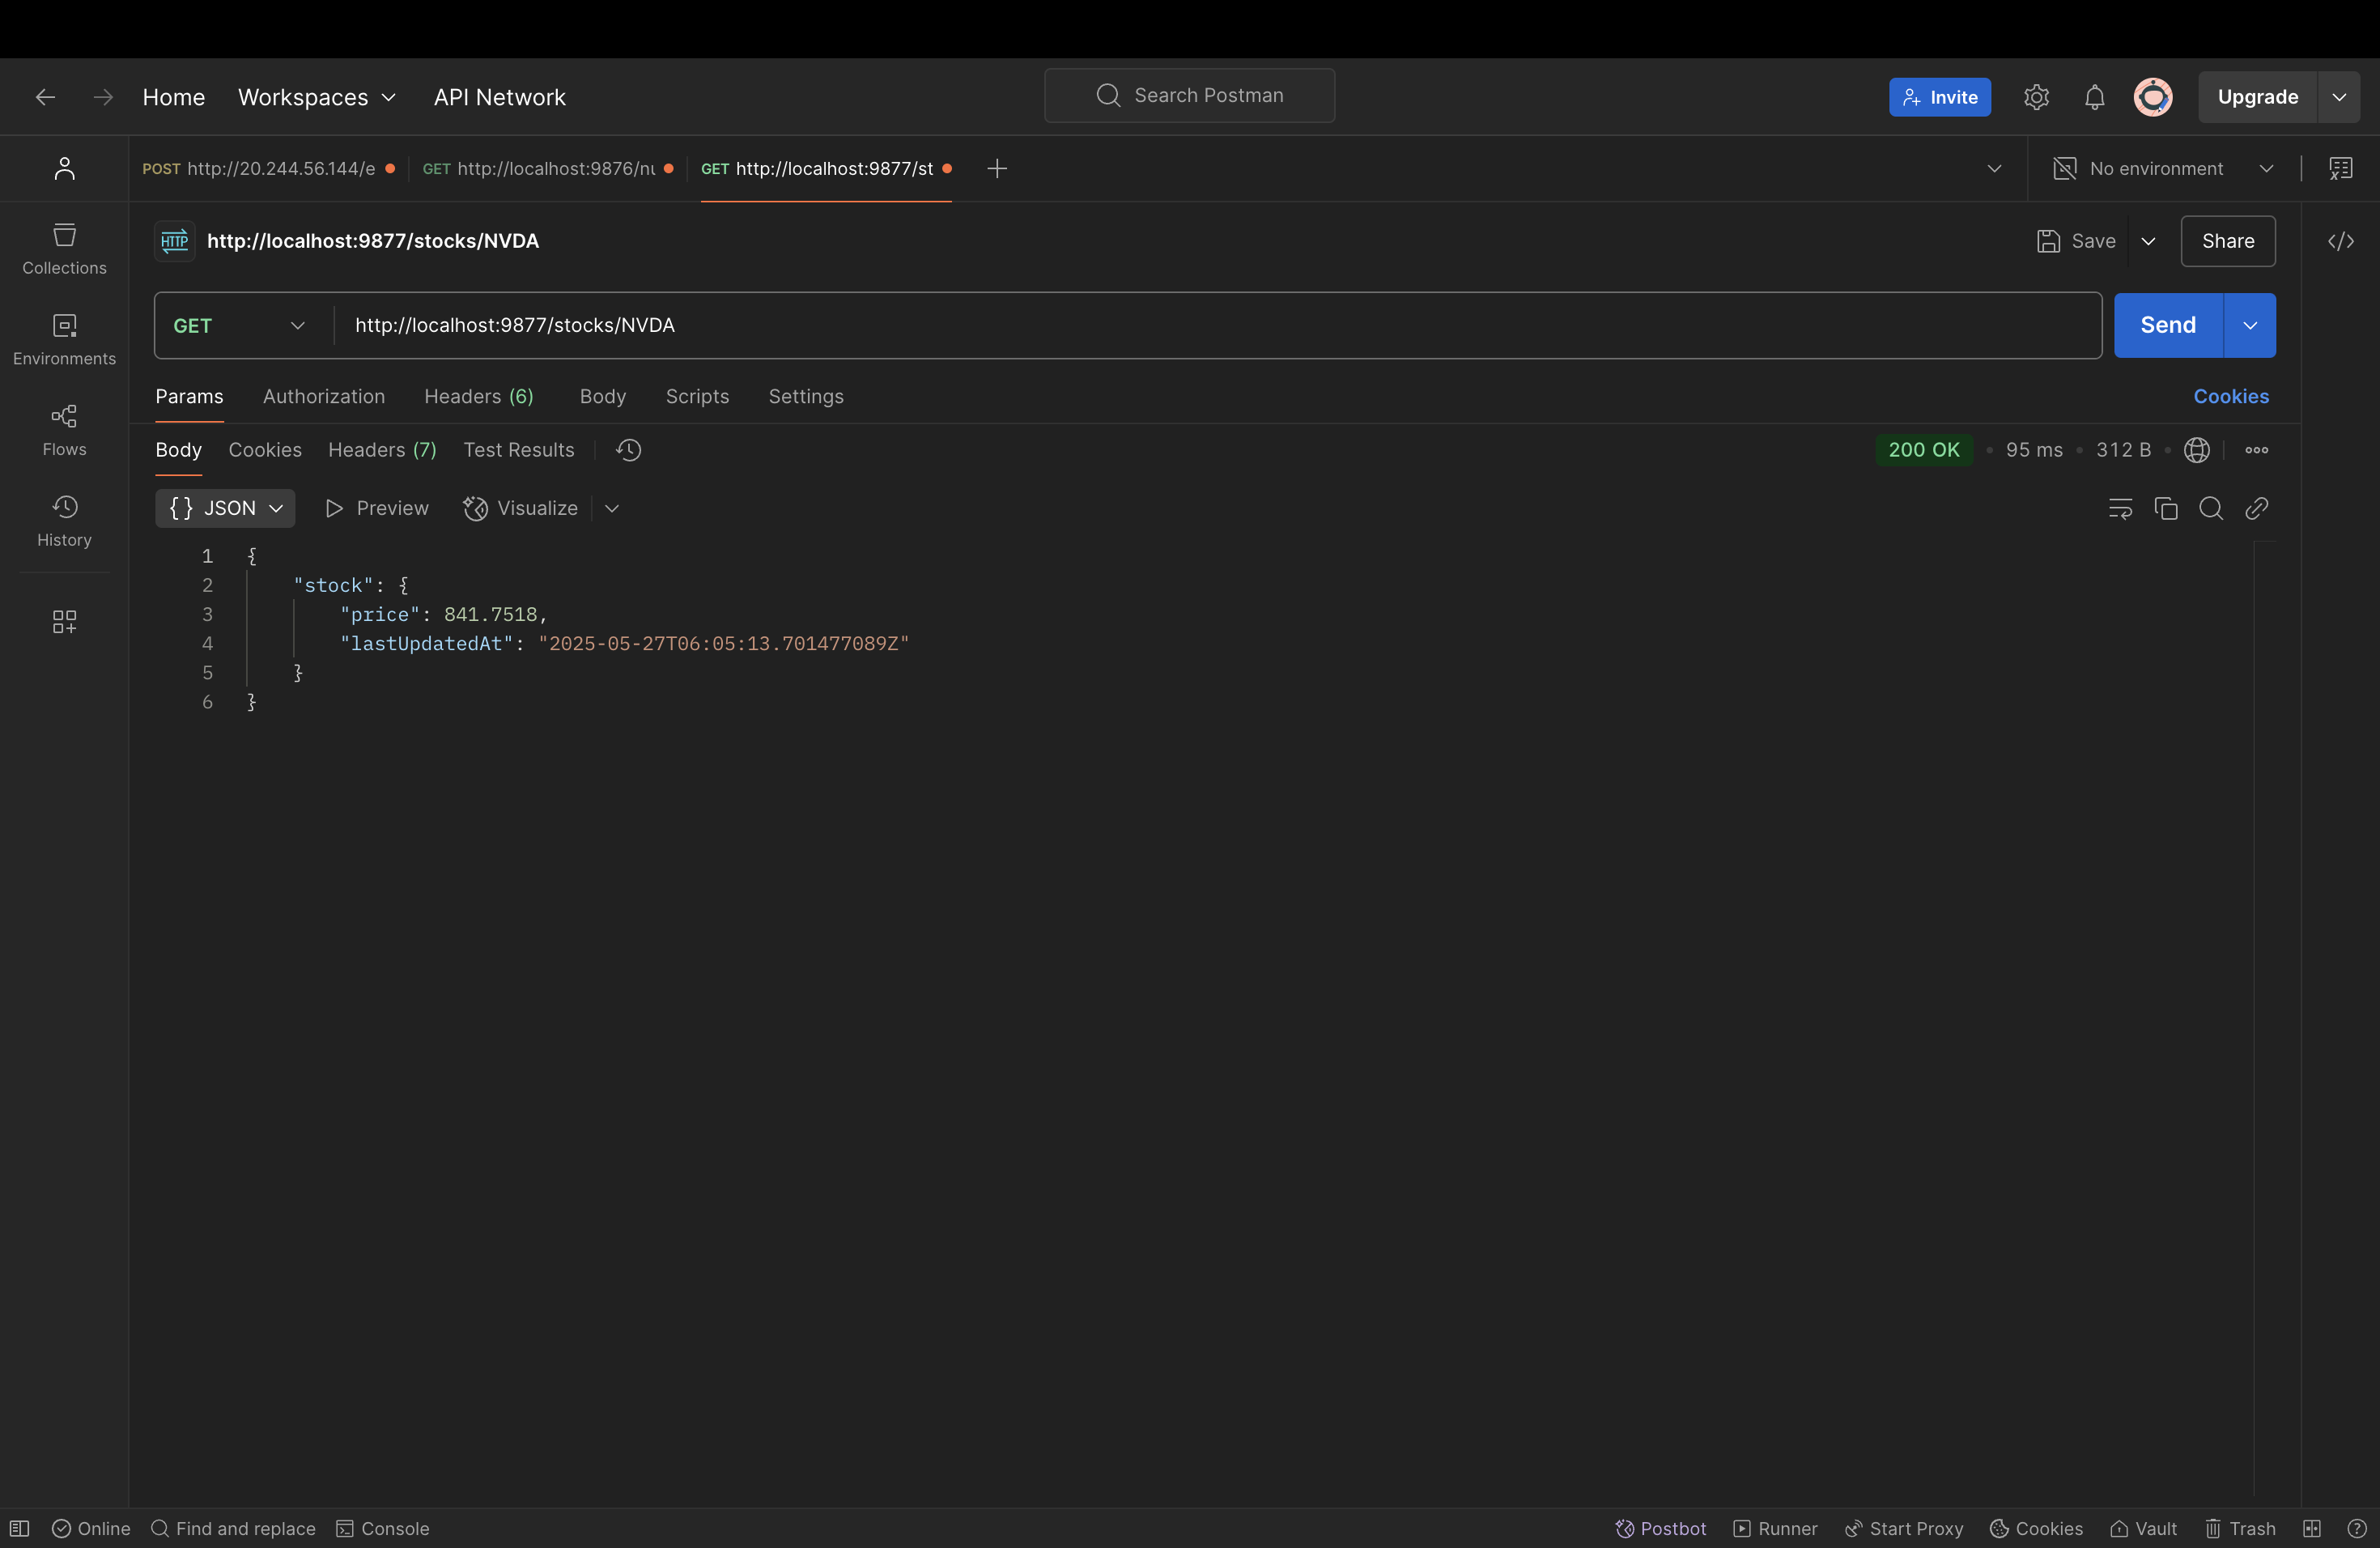 Home Workspaces API Network Search Postman Invite Upgrade
POST http://20.244.56.144/e GET http://localhost:9876/nu GET http://localhost:9877/st No environment
HTTP http://localhost:9877/stocks/NVDA Save Share
Collections
GET http://localhost:9877/stocks/NVDA Send
Environments
Params Authorization Headers (6) Body Scripts Settings Cookies
Flows
Body Cookies Headers (7) Test Results 200 OK • 95 ms • 312 B
History
{} JSON Preview Visualize
1 {
2 "stock": {
3 "price": 841.7518,
4 "lastUpdatedAt": "2025-05-27T06:05:13.701477089Z"
5 }
6 }
Online Find and replace Console Postbot Runner Start Proxy Cookies Vault Trash